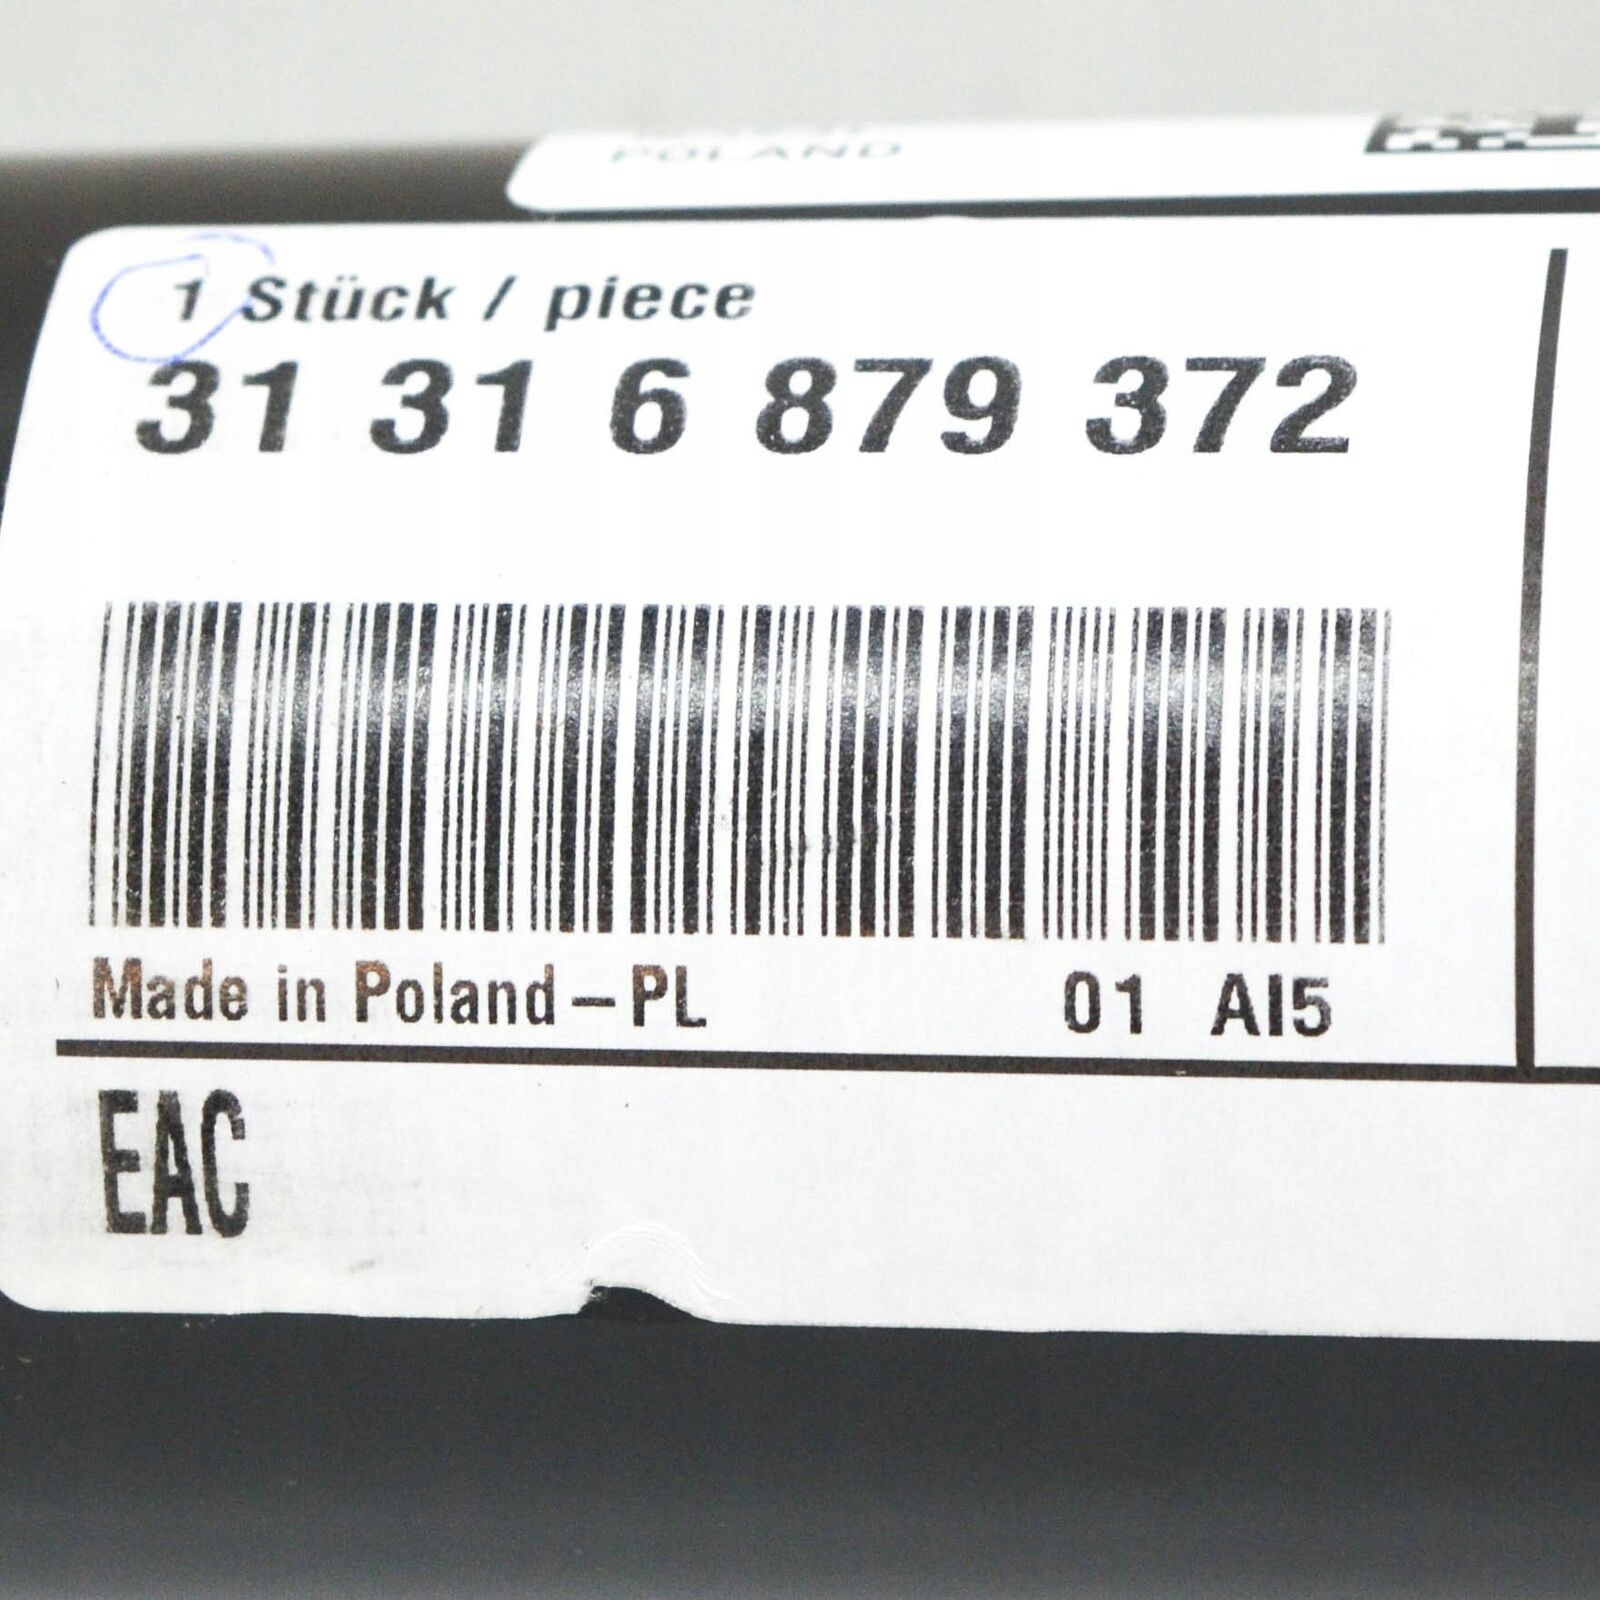 POLAND
1 Stück / piece
31 31 6 879 372
Made in Poland – PL
01 AI5
EAC